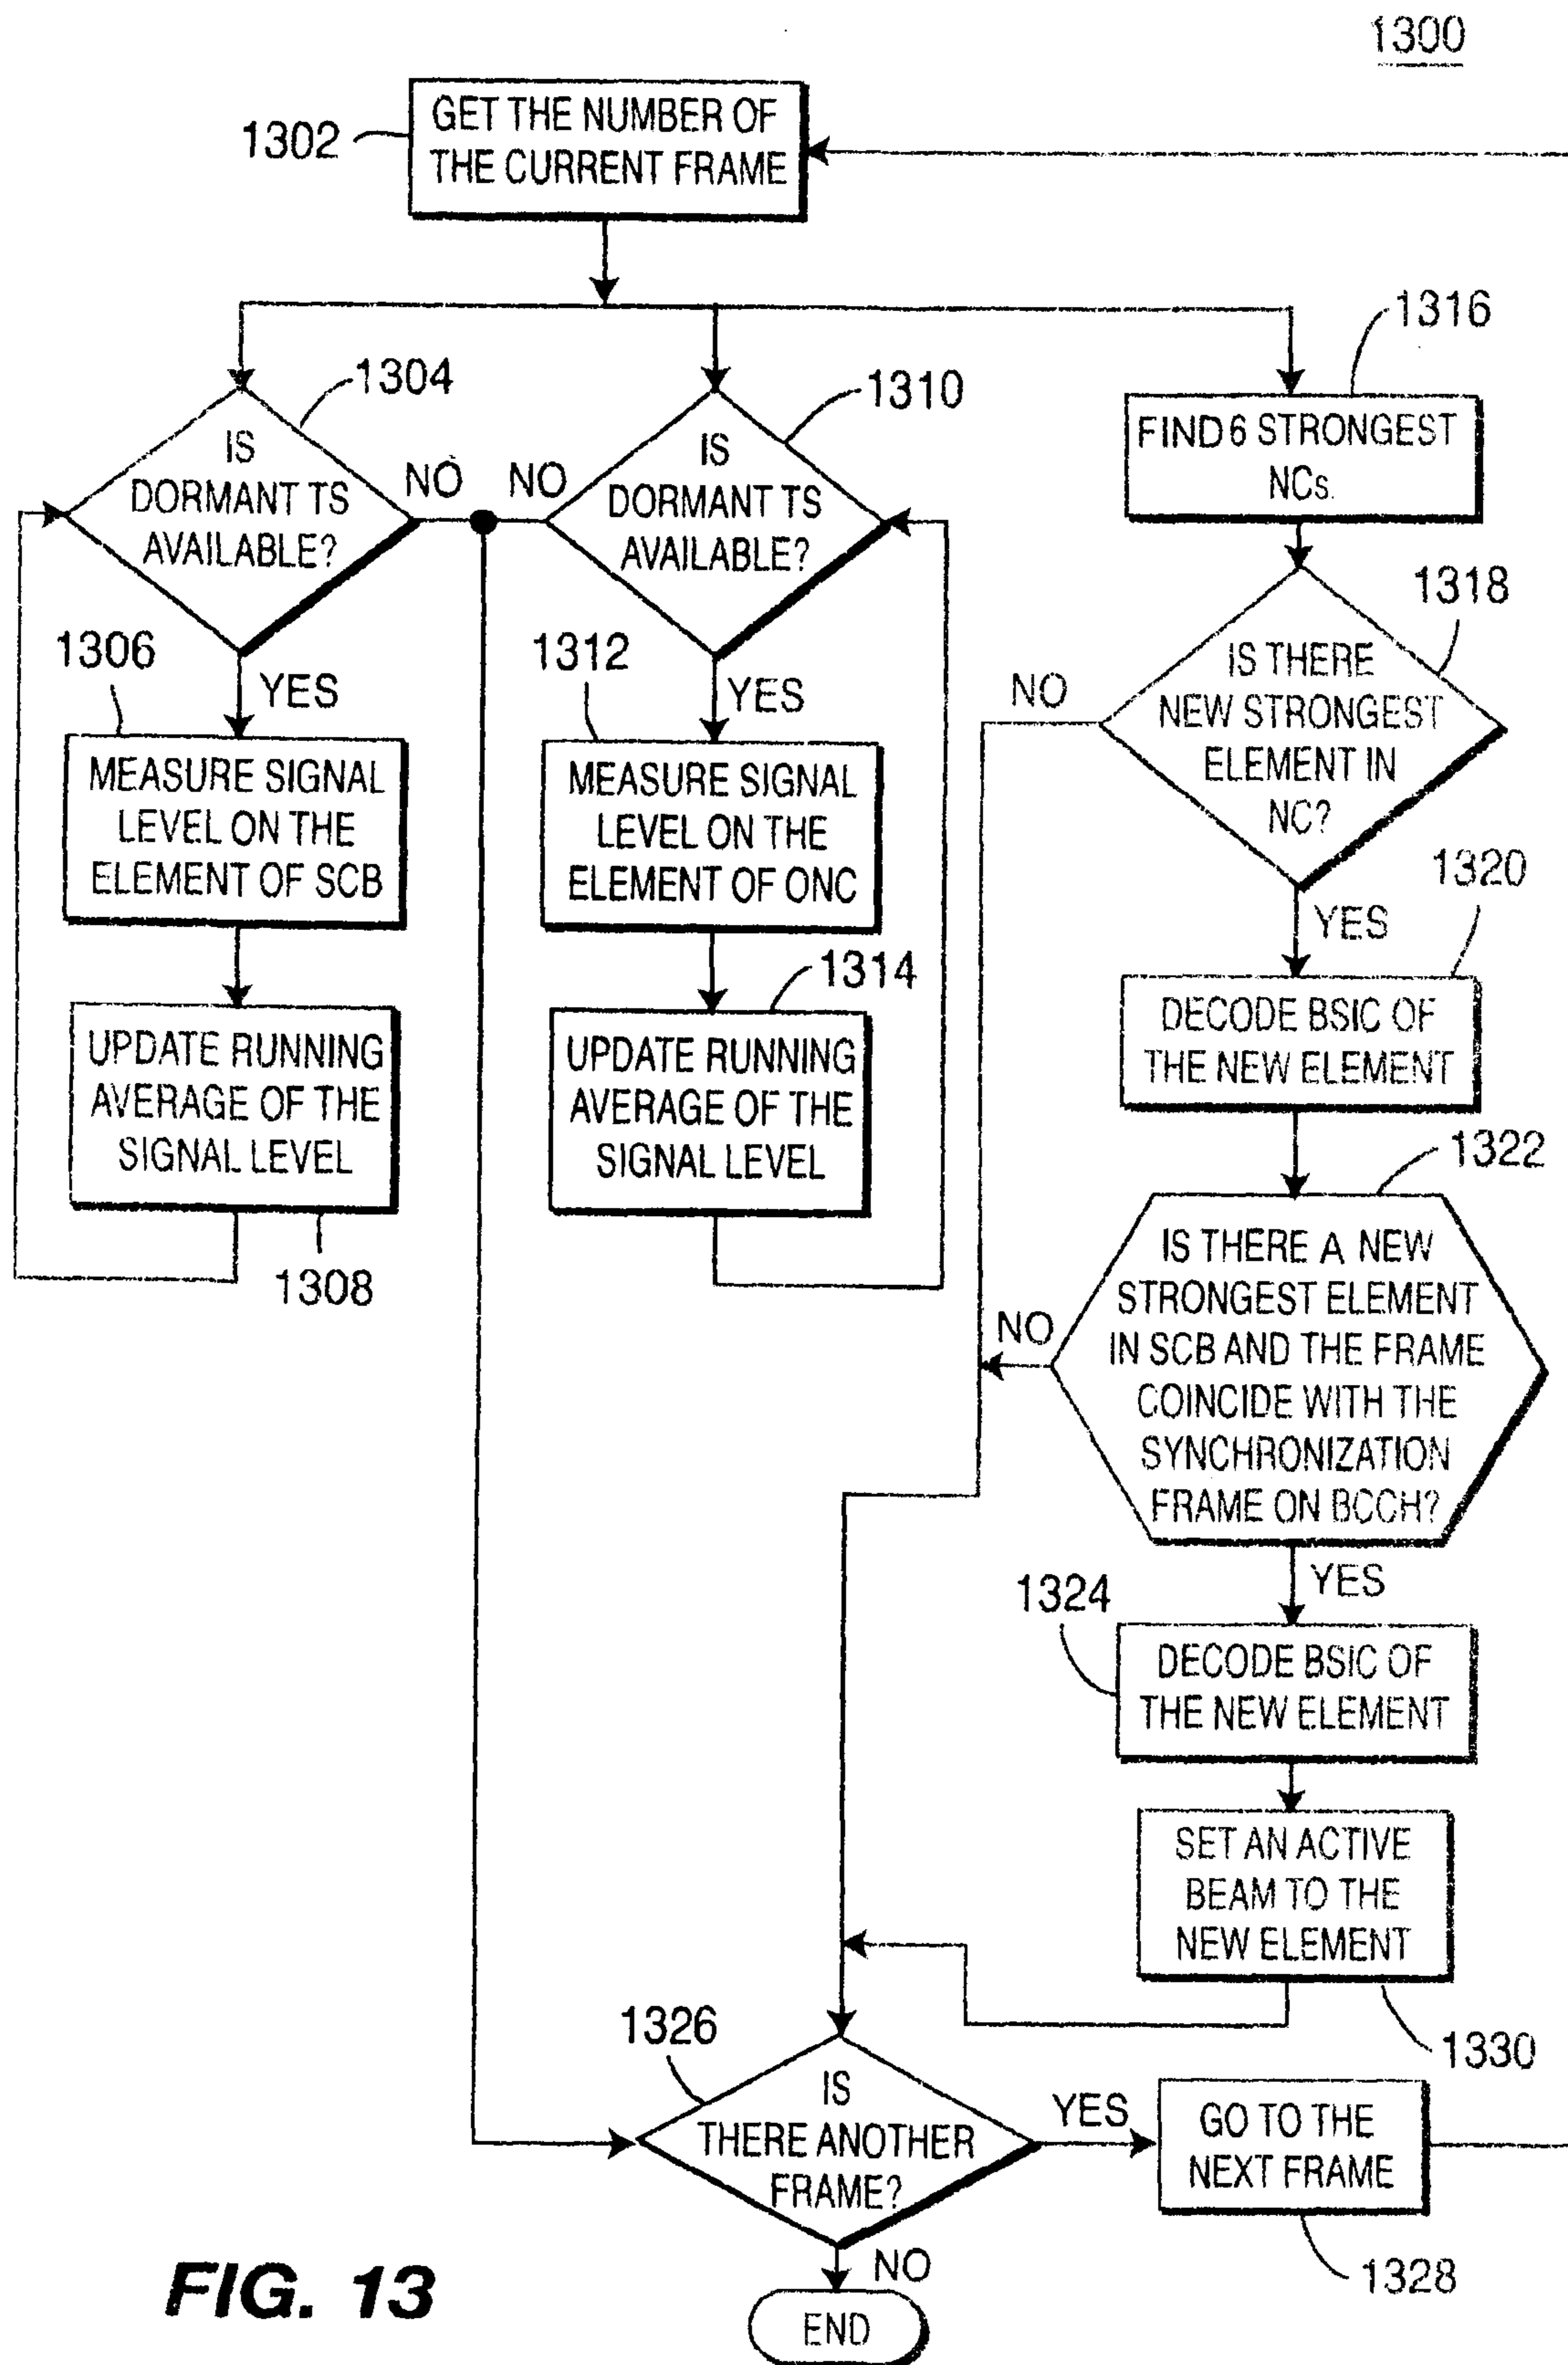 1300
GET THE NUMBER OF
THE CURRENT FRAME
1302
1304
IS
DORMANT TS
AVAILABLE?
NO
YES
1306
MEASURE SIGNAL
LEVEL ON THE
ELEMENT OF SCB
UPDATE RUNNING
AVERAGE OF THE
SIGNAL LEVEL
1308
1310
IS
DORMANT TS
AVAILABLE?
NO
YES
1312
MEASURE SIGNAL
LEVEL ON THE
ELEMENT OF ONC
1314
UPDATE RUNNING
AVERAGE OF THE
SIGNAL LEVEL
1316
FIND 6 STRONGEST
NCs.
1318
IS THERE
NEW STRONGEST
ELEMENT IN
NC?
NO
YES
1320
DECODE BSIC OF
THE NEW ELEMENT
1322
IS THERE A NEW
STRONGEST ELEMENT
IN SCB AND THE FRAME
COINCIDE WITH THE
SYNCHRONIZATION
FRAME ON BCCH?
NO
YES
1324
DECODE BSIC OF
THE NEW ELEMENT
SET AN ACTIVE
BEAM TO THE
NEW ELEMENT
1330
1326
IS
THERE ANOTHER
FRAME?
YES
GO TO THE
NEXT FRAME
1328
NO
END
FIG. 13